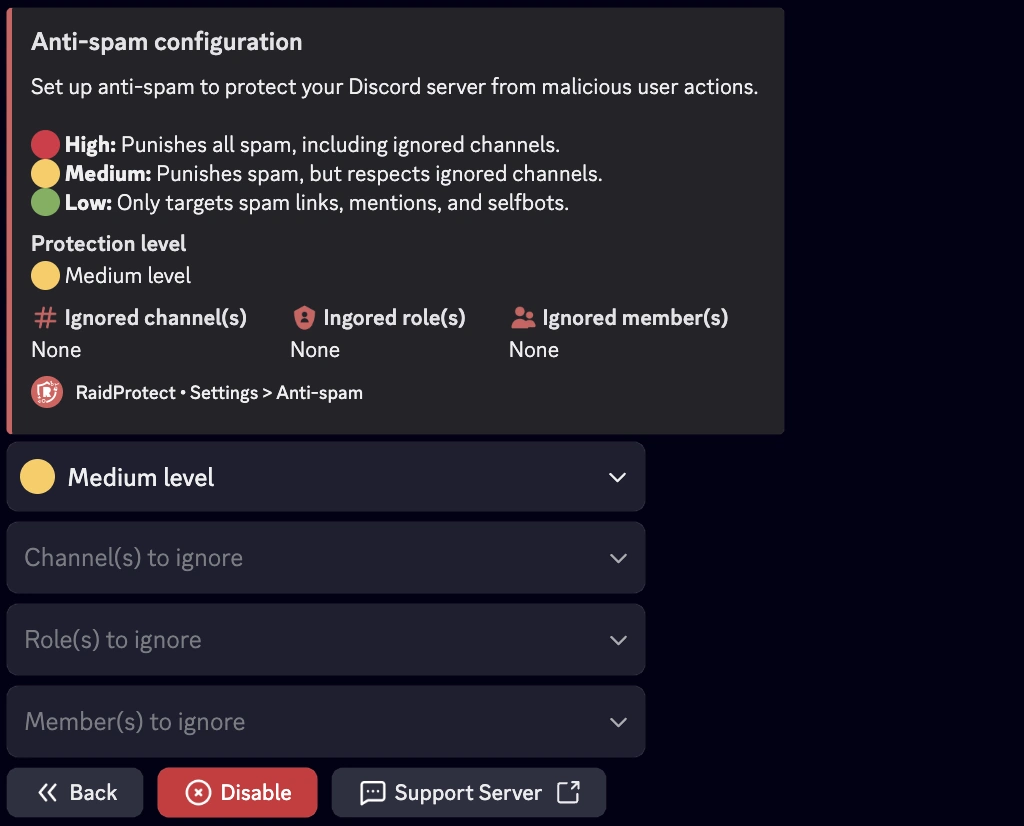 Anti-spam configuration
Set up anti-spam to protect your Discord server from malicious user actions.
High: Punishes all spam, including ignored channels.
Medium: Punishes spam, but respects ignored channels.
Low: Only targets spam links, mentions, and selfbots.
Protection level
Medium level
Ignored channel(s) Ingored role(s) Ignored member(s)
None None None
RaidProtect • Settings > Anti-spam
Medium level
Channel(s) to ignore
Role(s) to ignore
Member(s) to ignore
Back Disable Support Server